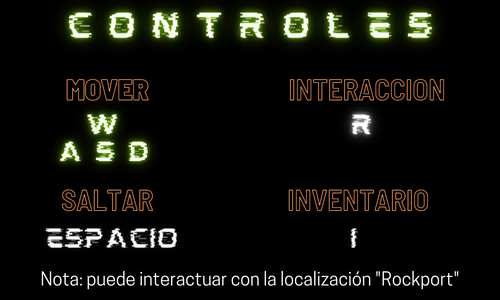 CONTROLES
MOVER
W
A S D
INTERACCION
R
SALTAR
ESPACIO
INVENTARIO
I
Nota: puede interactuar con la localización "Rockport"